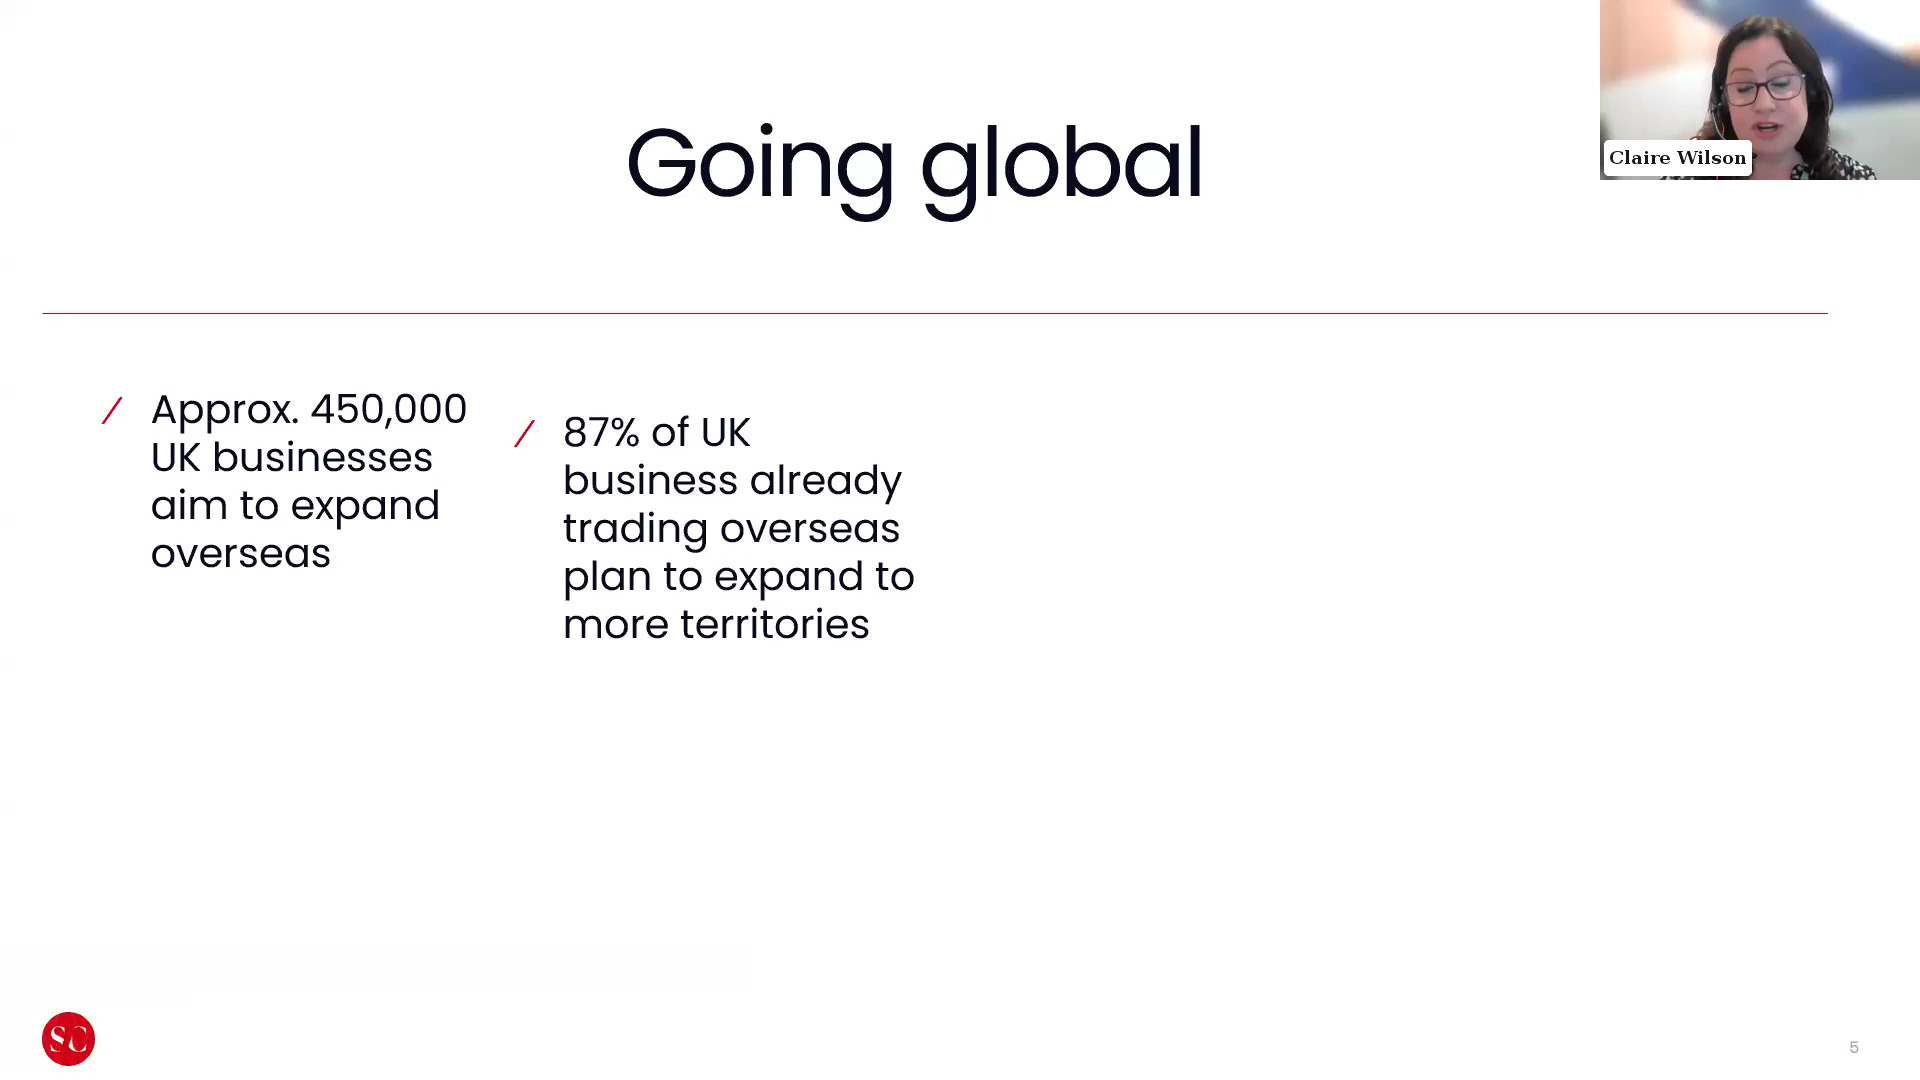 Going global
Claire Wilson
/ Approx. 450,000
UK businesses
aim to expand
overseas
/ 87% of UK
business already
trading overseas
plan to expand to
more territories
S/C
5